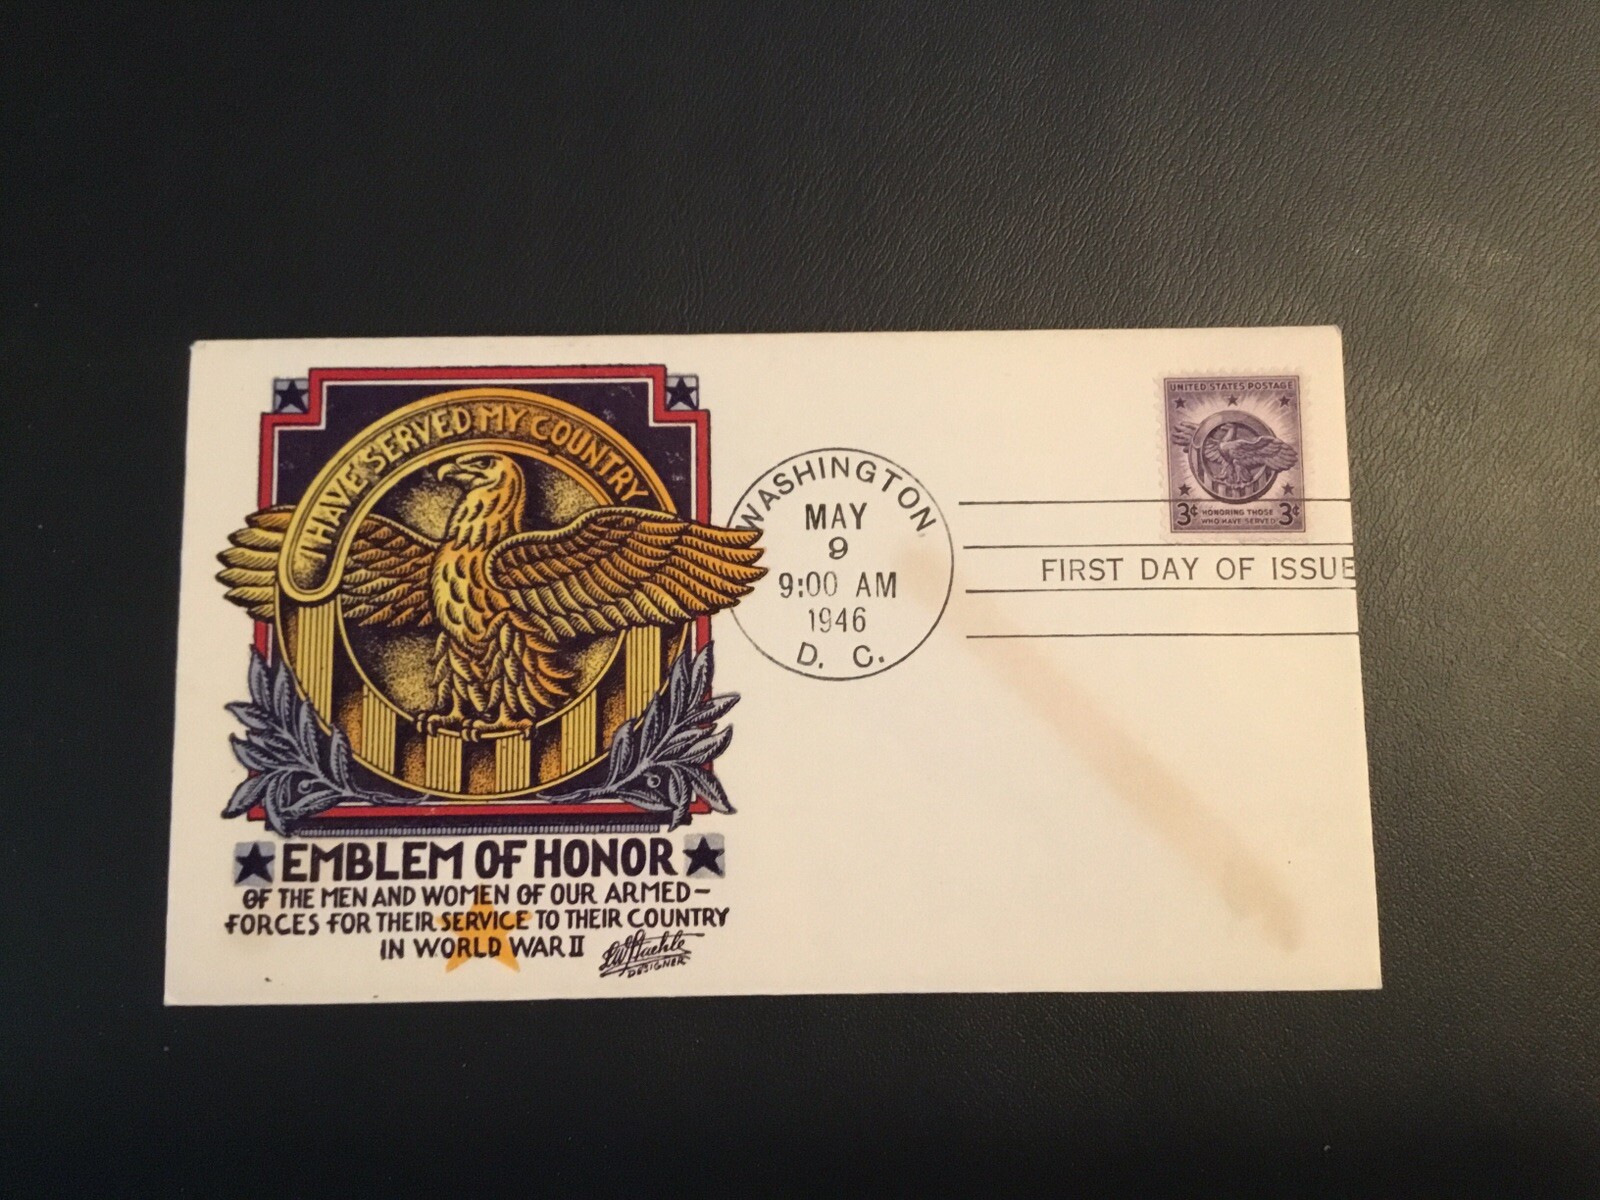 I HAVE SERVED MY COUNTRY
EMBLEM OF HONOR
OF THE MEN AND WOMEN OF OUR ARMED-
FORCES FOR THEIR SERVICE TO THEIR COUNTRY
IN WORLD WAR II
L W Staehle
DESIGNER
WASHINGTON
MAY
9
9:00 AM
1946
D. C.
UNITED STATES POSTAGE
3¢ HONORING THOSE 3¢
WHO HAVE SERVED
FIRST DAY OF ISSUE